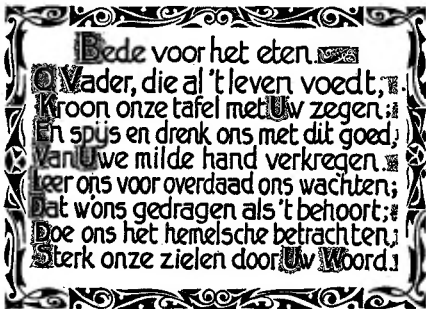 Bede voor het eten
O Vader, die al 't leven voedt,
Kroon onze tafel met Uw zegen;
En spijs en drenk ons met dit goed,
Van Uwe milde hand verkregen.
Leer ons voor overdaad ons wachten;
Dat w'ons gedragen als 't behoort;
Doe ons het hemelsche betrachten,
Sterk onze zielen door Uw Woord.